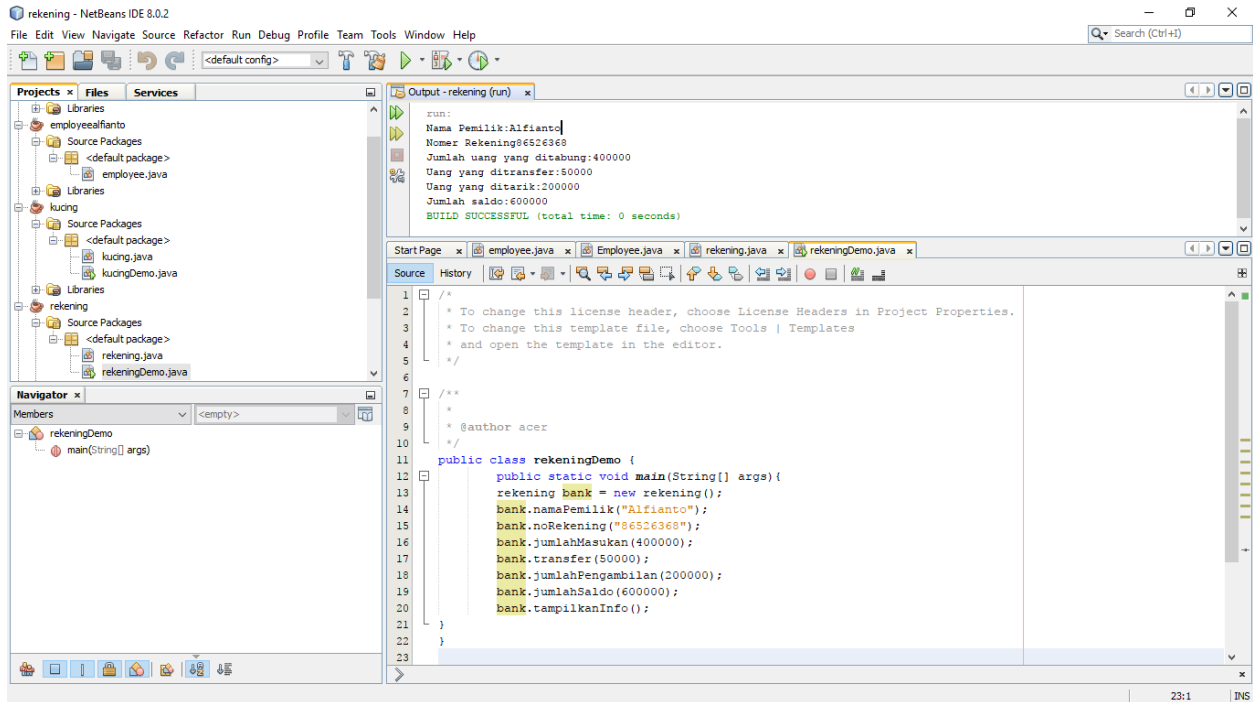 rekening - NetBeans IDE 8.0.2
File Edit View Navigate Source Refactor Run Debug Profile Team Tools Window Help
Search (Ctrl+I)
<default config>
Projects Files Services
Libraries
employeealfianto
Source Packages
<default package>
employee.java
Libraries
kucing
Source Packages
<default package>
kucing.java
kucingDemo.java
Libraries
rekening
Source Packages
<default package>
rekening.java
rekeningDemo.java
Navigator
Members
<empty>
rekeningDemo
main(String[] args)
Output - rekening (run)
run:
Nama Pemilik:Alfianto
Nomer Rekening86526368
Jumlah uang yang ditabung:400000
Uang yang ditransfer:50000
Uang yang ditarik:200000
Jumlah saldo:600000
BUILD SUCCESSFUL (total time: 0 seconds)
Start Page employee.java Employee.java rekening.java rekeningDemo.java
Source History
1 /*
2 * To change this license header, choose License Headers in Project Properties.
3 * To change this template file, choose Tools | Templates
4 * and open the template in the editor.
5 */
6
7 /**
8 *
9 * @author acer
10 */
11 public class rekeningDemo {
12 public static void main(String[] args){
13 rekening bank = new rekening();
14 bank.namaPemilik("Alfianto");
15 bank.noRekening("86526368");
16 bank.jumlahMasukan(400000);
17 bank.transfer(50000);
18 bank.jumlahPengambilan(200000);
19 bank.jumlahSaldo(600000);
20 bank.tampilkanInfo();
21 }
22 }
23
23:1 INS